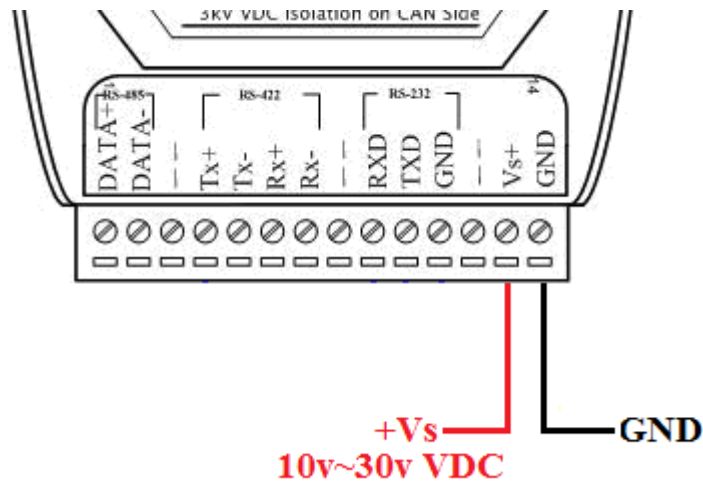 3kV VDC Isolation on CAN Side
1
14
RS-485
RS-422
RS-232
DATA+
DATA-
Tx+
Tx-
Rx+
Rx-
RXD
TXD
GND
Vs+
GND
+Vs
GND
10v~30v VDC